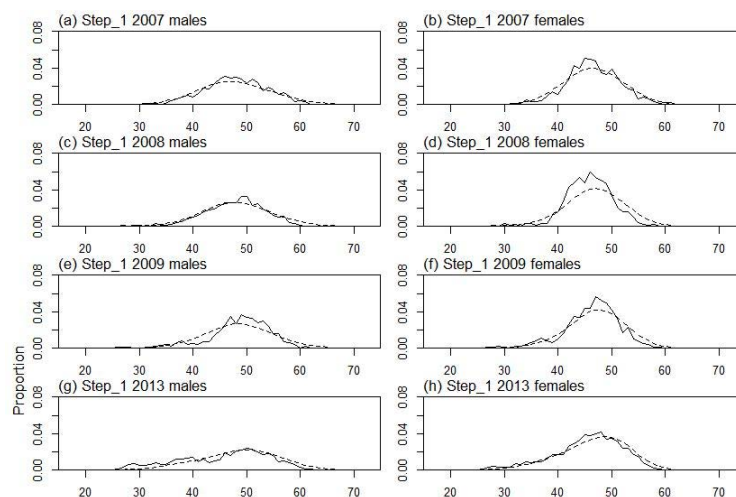 (a) Step_1 2007 males
(b) Step_1 2007 females
0.00 0.04 0.08
0.00 0.04 0.08
20 30 40 50 60 70
20 30 40 50 60 70
(c) Step_1 2008 males
(d) Step_1 2008 females
0.00 0.04 0.08
0.00 0.04 0.08
20 30 40 50 60 70
20 30 40 50 60 70
(e) Step_1 2009 males
(f) Step_1 2009 females
0.00 0.04 0.08
0.00 0.04 0.08
20 30 40 50 60 70
20 30 40 50 60 70
Proportion
(g) Step_1 2013 males
(h) Step_1 2013 females
0.00 0.04 0.08
0.00 0.04 0.08
20 30 40 50 60 70
20 30 40 50 60 70